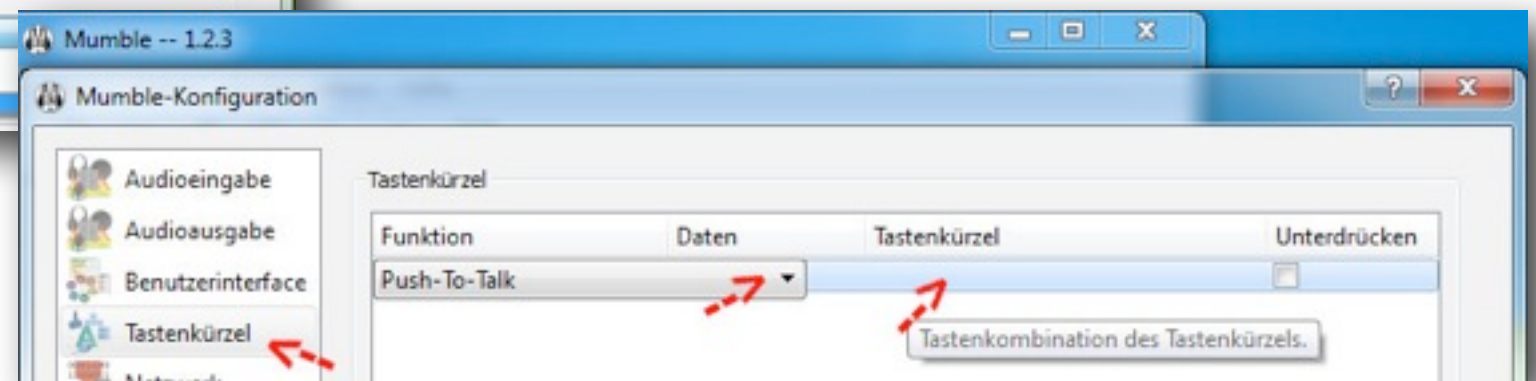 Mumble -- 1.2.3
Mumble-Konfiguration
Audioeingabe
Audioausgabe
Benutzerinterface
Tastenkürzel
Netzwerk
Tastenkürzel
Funktion Daten Tastenkürzel Unterdrücken
Push-To-Talk
Tastenkombination des Tastenkürzels.